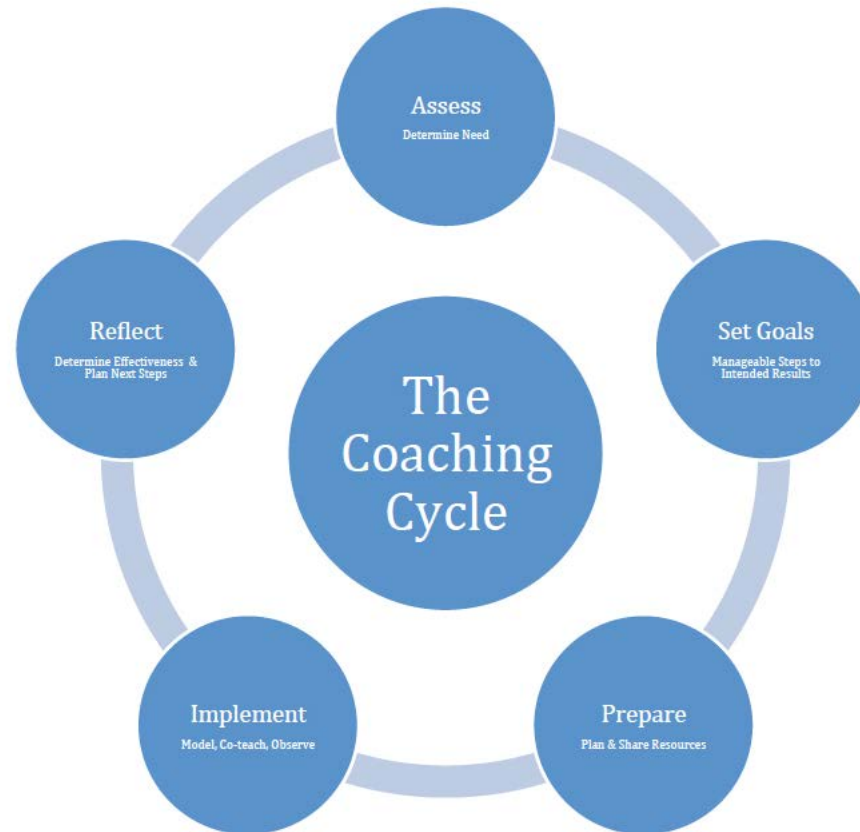 Assess
Determine Need
Set Goals
Manageable Steps to
Intended Results
Prepare
Plan & Share Resources
Implement
Model, Co-teach, Observe
Reflect
Determine Effectiveness &
Plan Next Steps
The
Coaching
Cycle